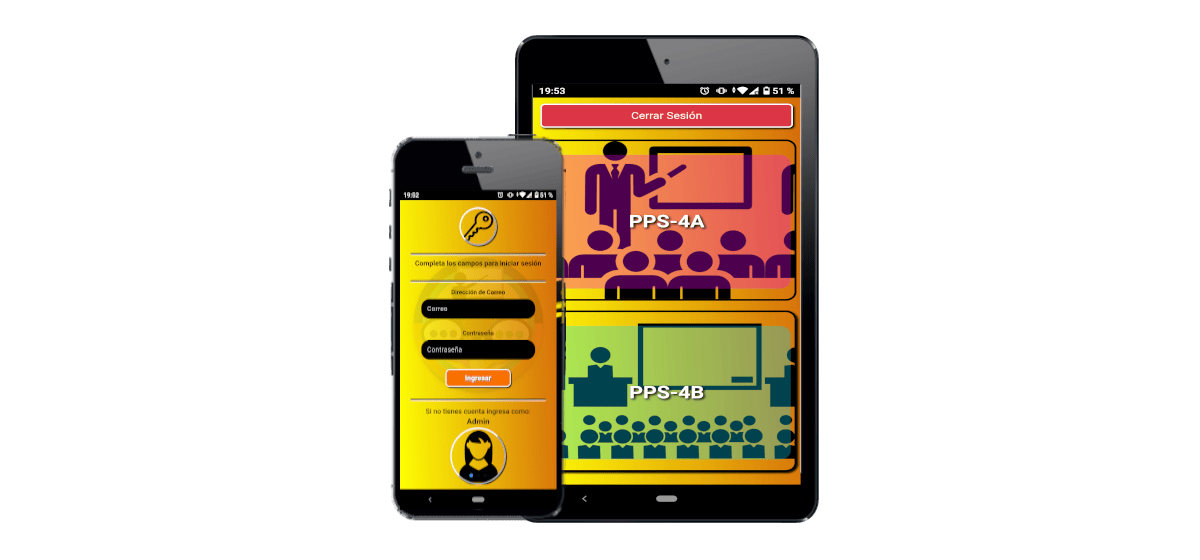 19:52
51 %
Completa los campos para iniciar sesión
Dirección de Correo
Correo
Contraseña
Contraseña
Ingresar
Si no tienes cuenta ingresa como:
Admin
19:53
51 %
Cerrar Sesión
PPS-4A
PPS-4B